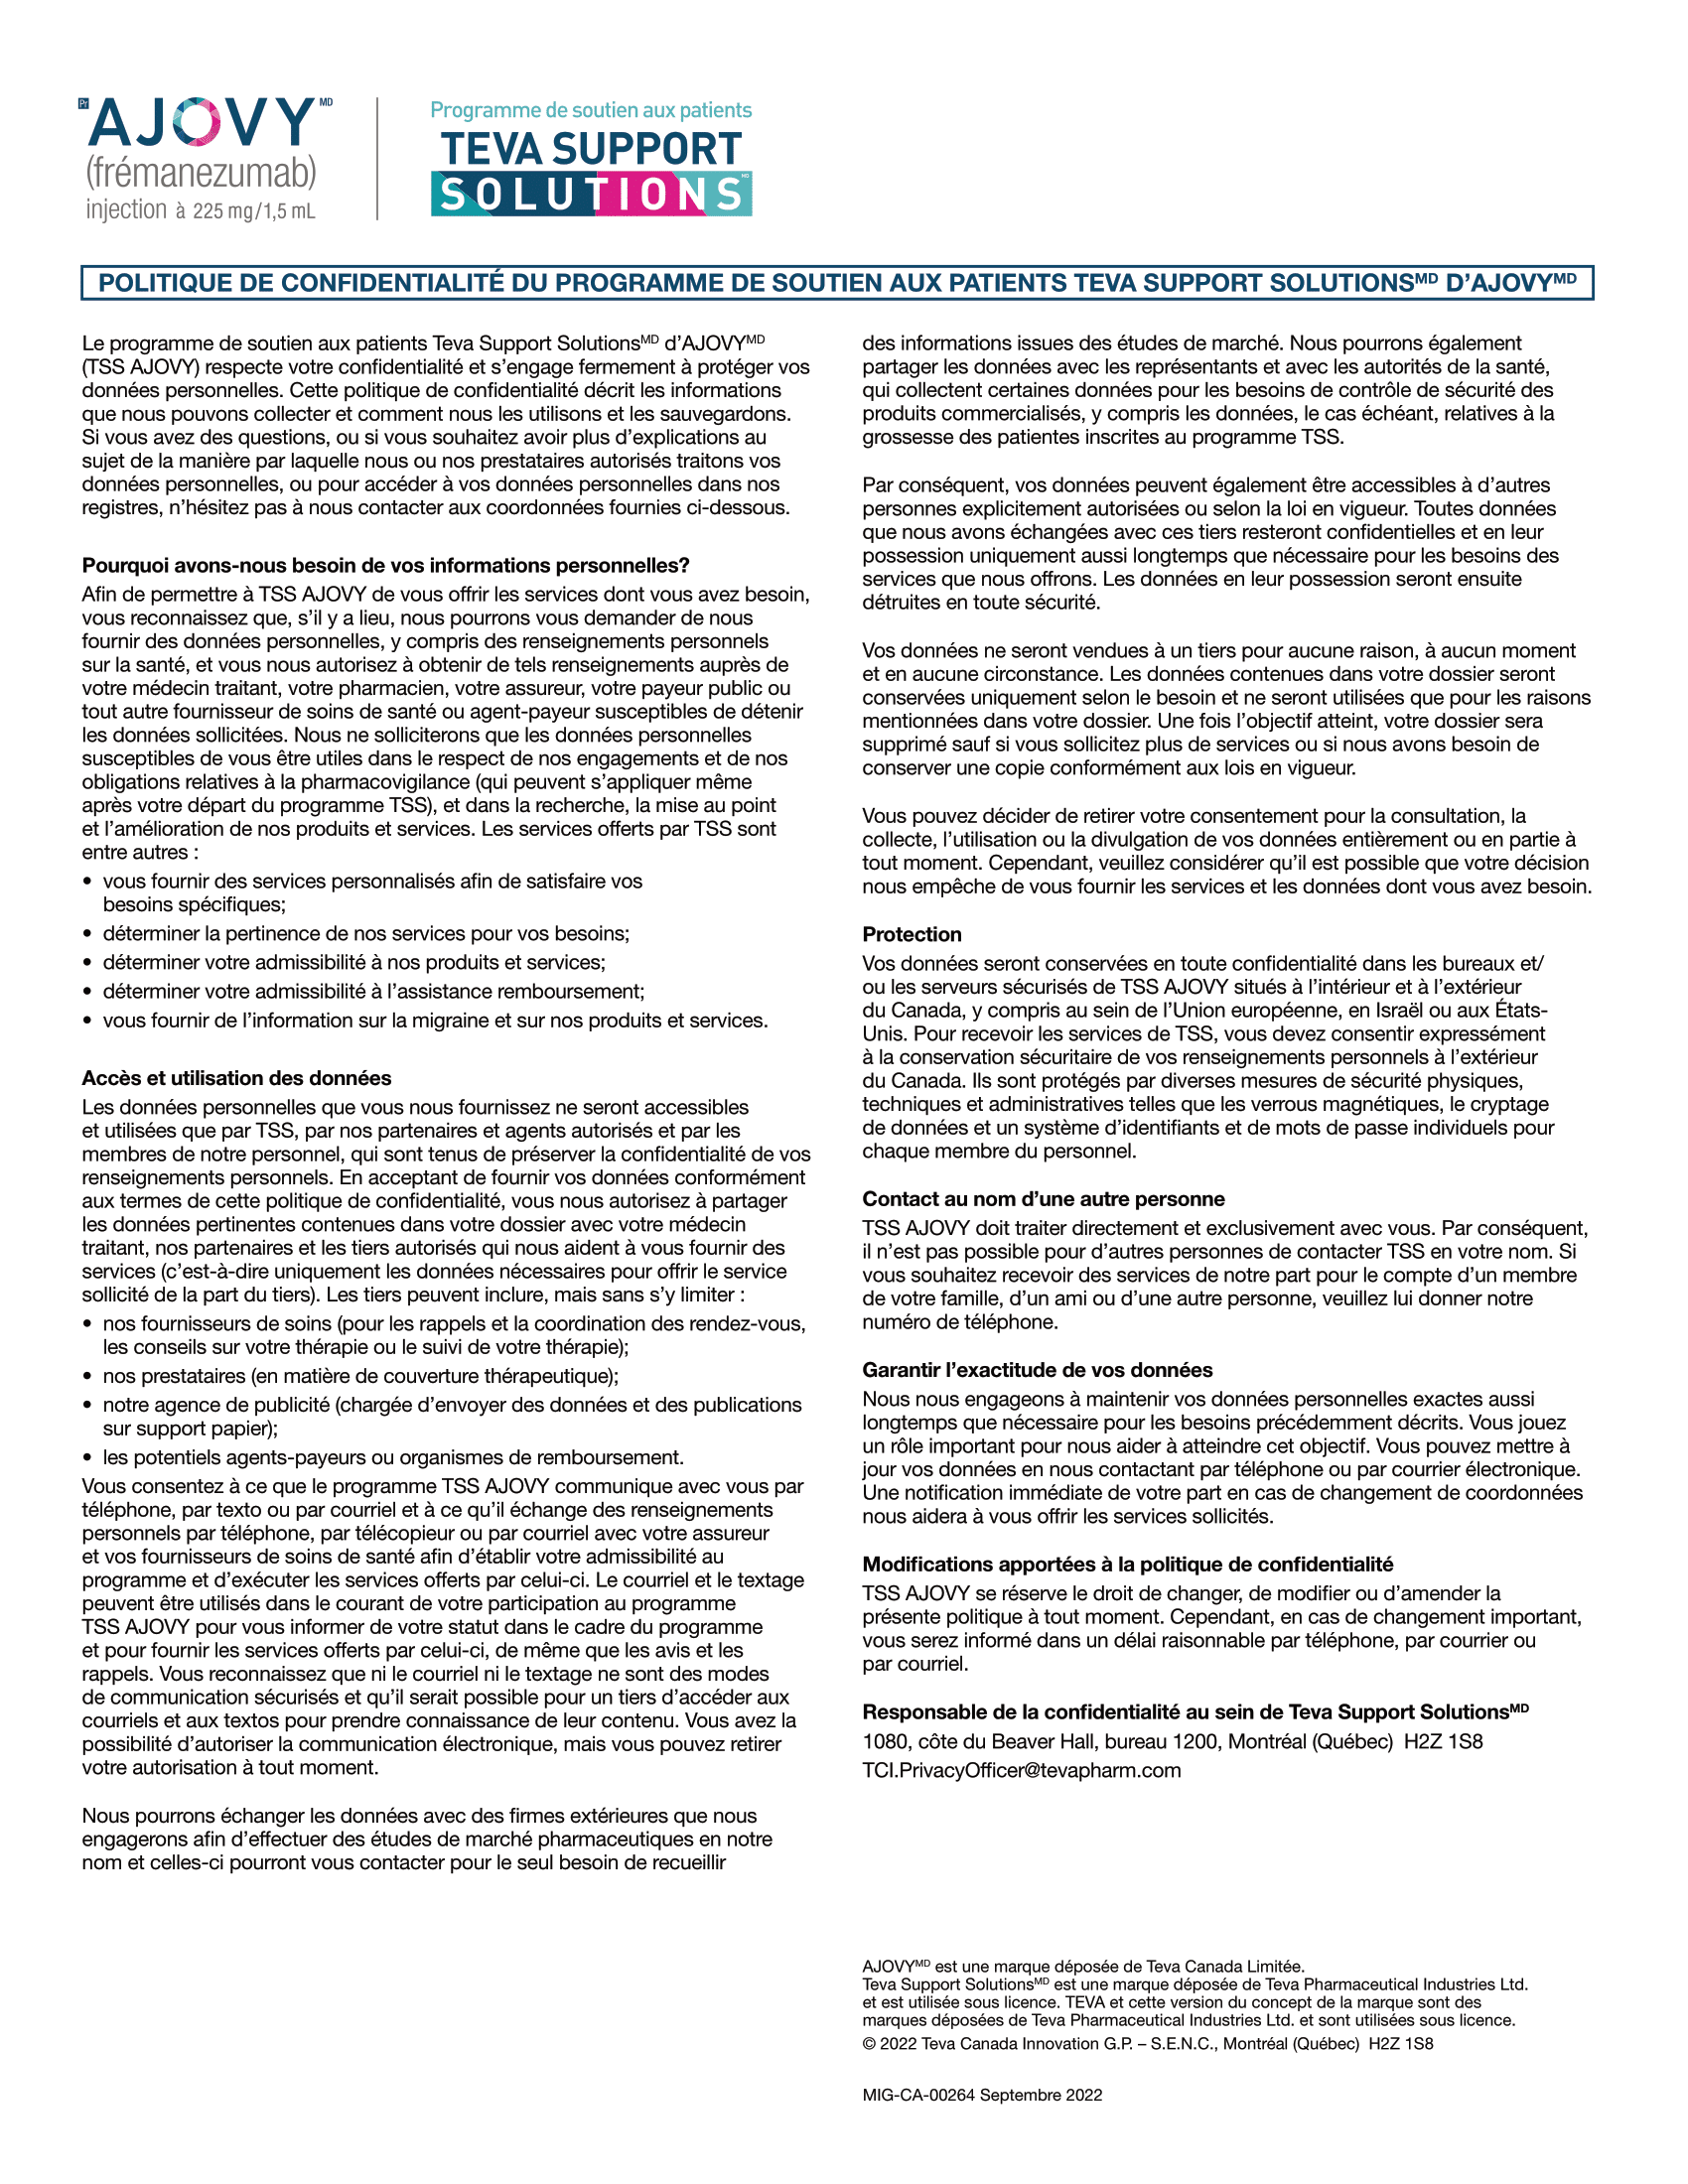 Pr AJOVY MD
(frémanezumab)
injection à 225 mg/1,5 mL
Programme de soutien aux patients
TEVA SUPPORT
SOLUTIONS MD
POLITIQUE DE CONFIDENTIALITÉ DU PROGRAMME DE SOUTIEN AUX PATIENTS TEVA SUPPORT SOLUTIONSMD D’AJOVYMD
Le programme de soutien aux patients Teva Support SolutionsMD d’AJOVYMD
(TSS AJOVY) respecte votre confidentialité et s’engage fermement à protéger vos
données personnelles. Cette politique de confidentialité décrit les informations
que nous pouvons collecter et comment nous les utilisons et les sauvegardons.
Si vous avez des questions, ou si vous souhaitez avoir plus d’explications au
sujet de la manière par laquelle nous ou nos prestataires autorisés traitons vos
données personnelles, ou pour accéder à vos données personnelles dans nos
registres, n’hésitez pas à nous contacter aux coordonnées fournies ci-dessous.
Pourquoi avons-nous besoin de vos informations personnelles?
Afin de permettre à TSS AJOVY de vous offrir les services dont vous avez besoin,
vous reconnaissez que, s’il y a lieu, nous pourrons vous demander de nous
fournir des données personnelles, y compris des renseignements personnels
sur la santé, et vous nous autorisez à obtenir de tels renseignements auprès de
votre médecin traitant, votre pharmacien, votre assureur, votre payeur public ou
tout autre fournisseur de soins de santé ou agent-payeur susceptibles de détenir
les données sollicitées. Nous ne solliciterons que les données personnelles
susceptibles de vous être utiles dans le respect de nos engagements et de nos
obligations relatives à la pharmacovigilance (qui peuvent s’appliquer même
après votre départ du programme TSS), et dans la recherche, la mise au point
et l’amélioration de nos produits et services. Les services offerts par TSS sont
entre autres :
• vous fournir des services personnalisés afin de satisfaire vos
besoins spécifiques;
• déterminer la pertinence de nos services pour vos besoins;
• déterminer votre admissibilité à nos produits et services;
• déterminer votre admissibilité à l’assistance remboursement;
• vous fournir de l’information sur la migraine et sur nos produits et services.
Accès et utilisation des données
Les données personnelles que vous nous fournissez ne seront accessibles
et utilisées que par TSS, par nos partenaires et agents autorisés et par les
membres de notre personnel, qui sont tenus de préserver la confidentialité de vos
renseignements personnels. En acceptant de fournir vos données conformément
aux termes de cette politique de confidentialité, vous nous autorisez à partager
les données pertinentes contenues dans votre dossier avec votre médecin
traitant, nos partenaires et les tiers autorisés qui nous aident à vous fournir des
services (c’est-à-dire uniquement les données nécessaires pour offrir le service
sollicité de la part du tiers). Les tiers peuvent inclure, mais sans s’y limiter :
• nos fournisseurs de soins (pour les rappels et la coordination des rendez-vous,
les conseils sur votre thérapie ou le suivi de votre thérapie);
• nos prestataires (en matière de couverture thérapeutique);
• notre agence de publicité (chargée d’envoyer des données et des publications
sur support papier);
• les potentiels agents-payeurs ou organismes de remboursement.
Vous consentez à ce que le programme TSS AJOVY communique avec vous par
téléphone, par texto ou par courriel et à ce qu’il échange des renseignements
personnels par téléphone, par télécopieur ou par courriel avec votre assureur
et vos fournisseurs de soins de santé afin d’établir votre admissibilité au
programme et d’exécuter les services offerts par celui-ci. Le courriel et le textage
peuvent être utilisés dans le courant de votre participation au programme
TSS AJOVY pour vous informer de votre statut dans le cadre du programme
et pour fournir les services offerts par celui-ci, de même que les avis et les
rappels. Vous reconnaissez que ni le courriel ni le textage ne sont des modes
de communication sécurisés et qu’il serait possible pour un tiers d’accéder aux
courriels et aux textos pour prendre connaissance de leur contenu. Vous avez la
possibilité d’autoriser la communication électronique, mais vous pouvez retirer
votre autorisation à tout moment.
Nous pourrons échanger les données avec des firmes extérieures que nous
engagerons afin d’effectuer des études de marché pharmaceutiques en notre
nom et celles-ci pourront vous contacter pour le seul besoin de recueillir
des informations issues des études de marché. Nous pourrons également
partager les données avec les représentants et avec les autorités de la santé,
qui collectent certaines données pour les besoins de contrôle de sécurité des
produits commercialisés, y compris les données, le cas échéant, relatives à la
grossesse des patientes inscrites au programme TSS.
Par conséquent, vos données peuvent également être accessibles à d’autres
personnes explicitement autorisées ou selon la loi en vigueur. Toutes données
que nous avons échangées avec ces tiers resteront confidentielles et en leur
possession uniquement aussi longtemps que nécessaire pour les besoins des
services que nous offrons. Les données en leur possession seront ensuite
détruites en toute sécurité.
Vos données ne seront vendues à un tiers pour aucune raison, à aucun moment
et en aucune circonstance. Les données contenues dans votre dossier seront
conservées uniquement selon le besoin et ne seront utilisées que pour les raisons
mentionnées dans votre dossier. Une fois l’objectif atteint, votre dossier sera
supprimé sauf si vous sollicitez plus de services ou si nous avons besoin de
conserver une copie conformément aux lois en vigueur.
Vous pouvez décider de retirer votre consentement pour la consultation, la
collecte, l’utilisation ou la divulgation de vos données entièrement ou en partie à
tout moment. Cependant, veuillez considérer qu’il est possible que votre décision
nous empêche de vous fournir les services et les données dont vous avez besoin.
Protection
Vos données seront conservées en toute confidentialité dans les bureaux et/
ou les serveurs sécurisés de TSS AJOVY situés à l’intérieur et à l’extérieur
du Canada, y compris au sein de l’Union européenne, en Israël ou aux États-
Unis. Pour recevoir les services de TSS, vous devez consentir expressément
à la conservation sécuritaire de vos renseignements personnels à l’extérieur
du Canada. Ils sont protégés par diverses mesures de sécurité physiques,
techniques et administratives telles que les verrous magnétiques, le cryptage
de données et un système d’identifiants et de mots de passe individuels pour
chaque membre du personnel.
Contact au nom d’une autre personne
TSS AJOVY doit traiter directement et exclusivement avec vous. Par conséquent,
il n’est pas possible pour d’autres personnes de contacter TSS en votre nom. Si
vous souhaitez recevoir des services de notre part pour le compte d’un membre
de votre famille, d’un ami ou d’une autre personne, veuillez lui donner notre
numéro de téléphone.
Garantir l’exactitude de vos données
Nous nous engageons à maintenir vos données personnelles exactes aussi
longtemps que nécessaire pour les besoins précédemment décrits. Vous jouez
un rôle important pour nous aider à atteindre cet objectif. Vous pouvez mettre à
jour vos données en nous contactant par téléphone ou par courrier électronique.
Une notification immédiate de votre part en cas de changement de coordonnées
nous aidera à vous offrir les services sollicités.
Modifications apportées à la politique de confidentialité
TSS AJOVY se réserve le droit de changer, de modifier ou d’amender la
présente politique à tout moment. Cependant, en cas de changement important,
vous serez informé dans un délai raisonnable par téléphone, par courrier ou
par courriel.
Responsable de la confidentialité au sein de Teva Support SolutionsMD
1080, côte du Beaver Hall, bureau 1200, Montréal (Québec) H2Z 1S8
TCI.PrivacyOfficer@tevapharm.com
AJOVYMD est une marque déposée de Teva Canada Limitée.
Teva Support SolutionsMD est une marque déposée de Teva Pharmaceutical Industries Ltd.
et est utilisée sous licence. TEVA et cette version du concept de la marque sont des
marques déposées de Teva Pharmaceutical Industries Ltd. et sont utilisées sous licence.
© 2022 Teva Canada Innovation G.P. – S.E.N.C., Montréal (Québec) H2Z 1S8
MIG-CA-00264 Septembre 2022